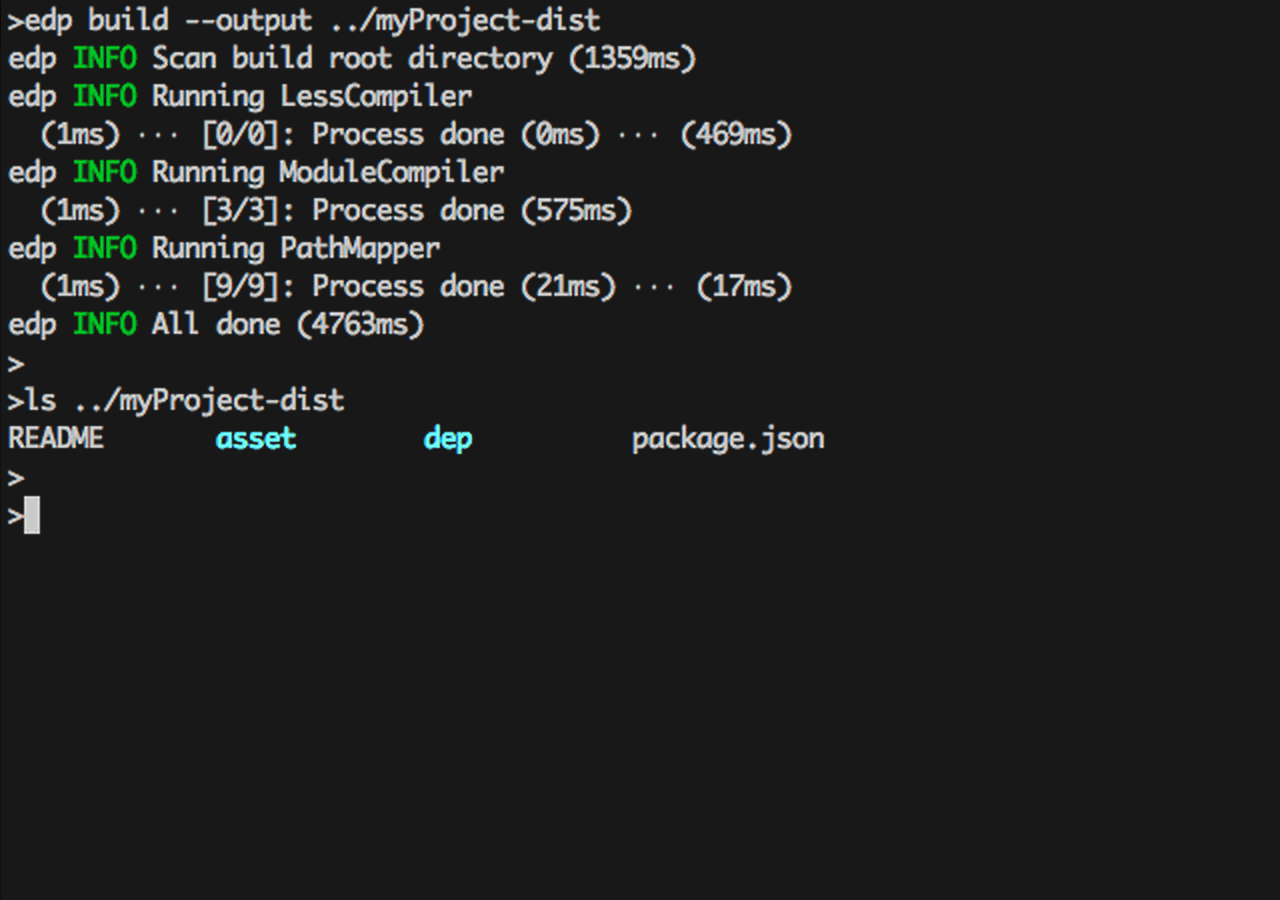 >edp build --output ../myProject-dist
edp INFO Scan build root directory (1359ms)
edp INFO Running LessCompiler
  (1ms) ··· [0/0]: Process done (0ms) ··· (469ms)
edp INFO Running ModuleCompiler
  (1ms) ··· [3/3]: Process done (575ms)
edp INFO Running PathMapper
  (1ms) ··· [9/9]: Process done (21ms) ··· (17ms)
edp INFO All done (4763ms)
>
>ls ../myProject-dist
README       asset        dep          package.json
>
>